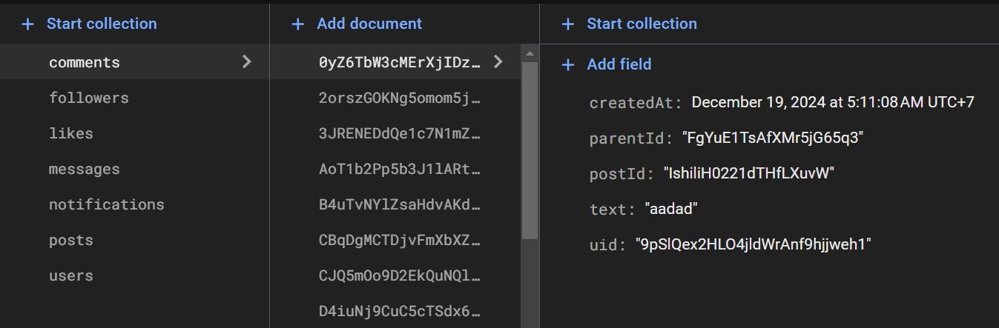 + Start collection
comments
followers
likes
messages
notifications
posts
users
+ Add document
0yZ6TbW3cMErXjIDz…
2orszGOKNg5omom5j…
3JRENEDdQe1c7N1mZ…
AoT1b2Pp5b3J1lARt…
B4uTvNYlZsaHdvAKd…
CBqDgMCTDjvFmXbXZ…
CJQ5mOo9D2EkQuNQl…
D4iuNj9CuC5cTSdx6…
+ Start collection
+ Add field
createdAt: December 19, 2024 at 5:11:08 AM UTC+7
parentId: "FgYuE1TsAfXMr5jG65q3"
postId: "IshiliH0221dTHfLXuvW"
text: "aadad"
uid: "9pSlQex2HLO4jldWrAnf9hjjweh1"